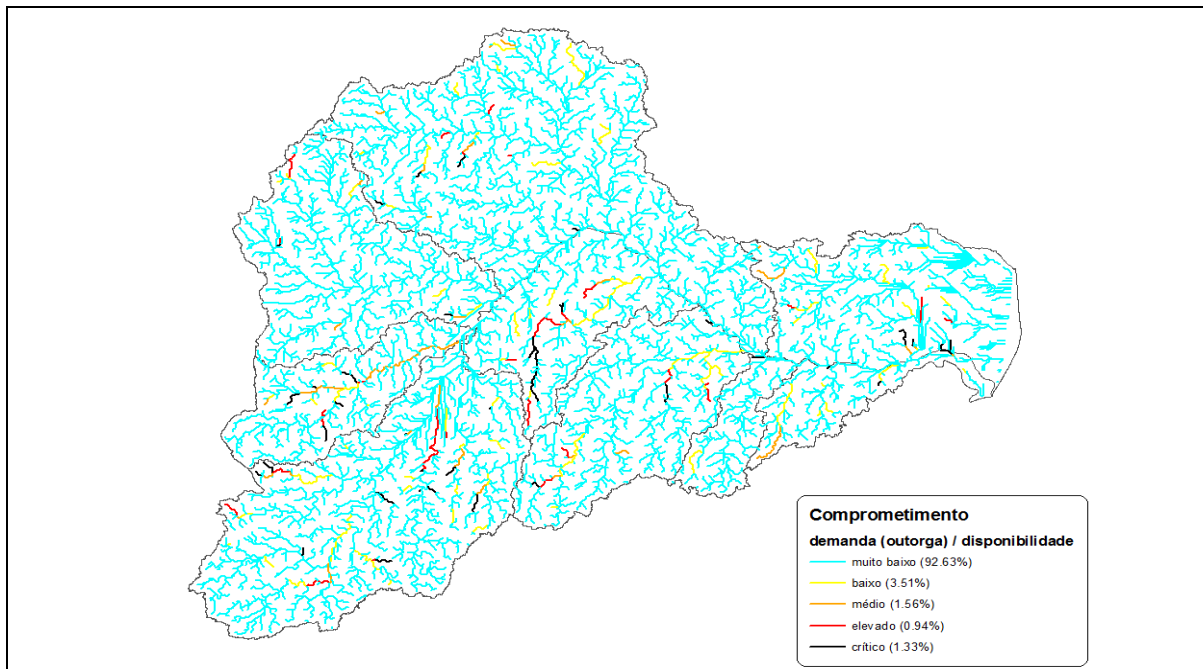 Comprometimento
demanda (outorga) / disponibilidade
muito baixo (92.63%)
baixo (3.51%)
médio (1.56%)
elevado (0.94%)
crítico (1.33%)